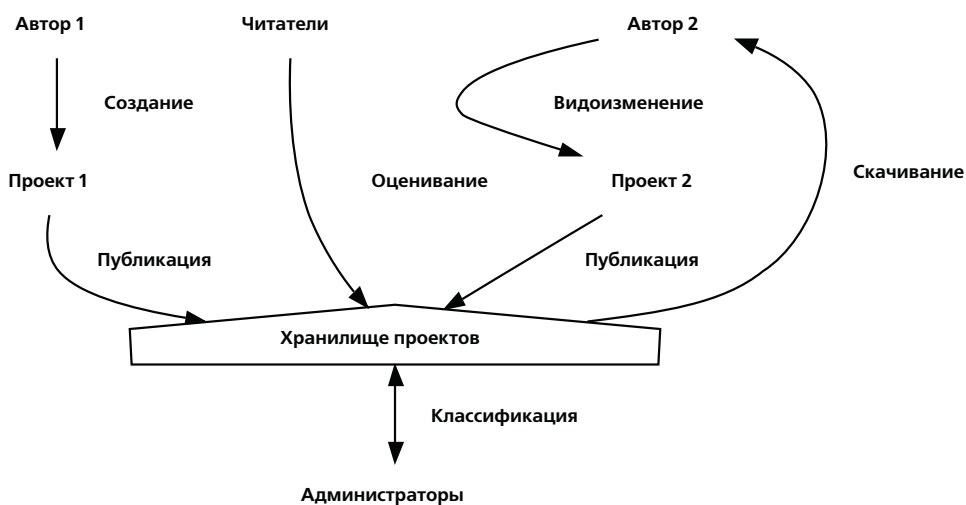 Автор 1
Читатели
Автор 2
Создание
Видоизменение
Проект 1
Оценивание
Проект 2
Скачивание
Публикация
Публикация
Хранилище проектов
Классификация
Администраторы